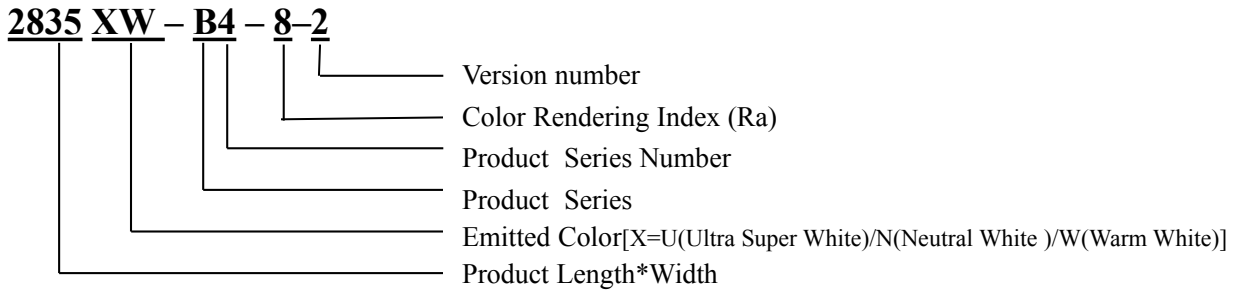 2835 XW – B4 – 8–2
Version number
Color Rendering Index (Ra)
Product Series Number
Product Series
Emitted Color[X=U(Ultra Super White)/N(Neutral White )/W(Warm White)]
Product Length*Width